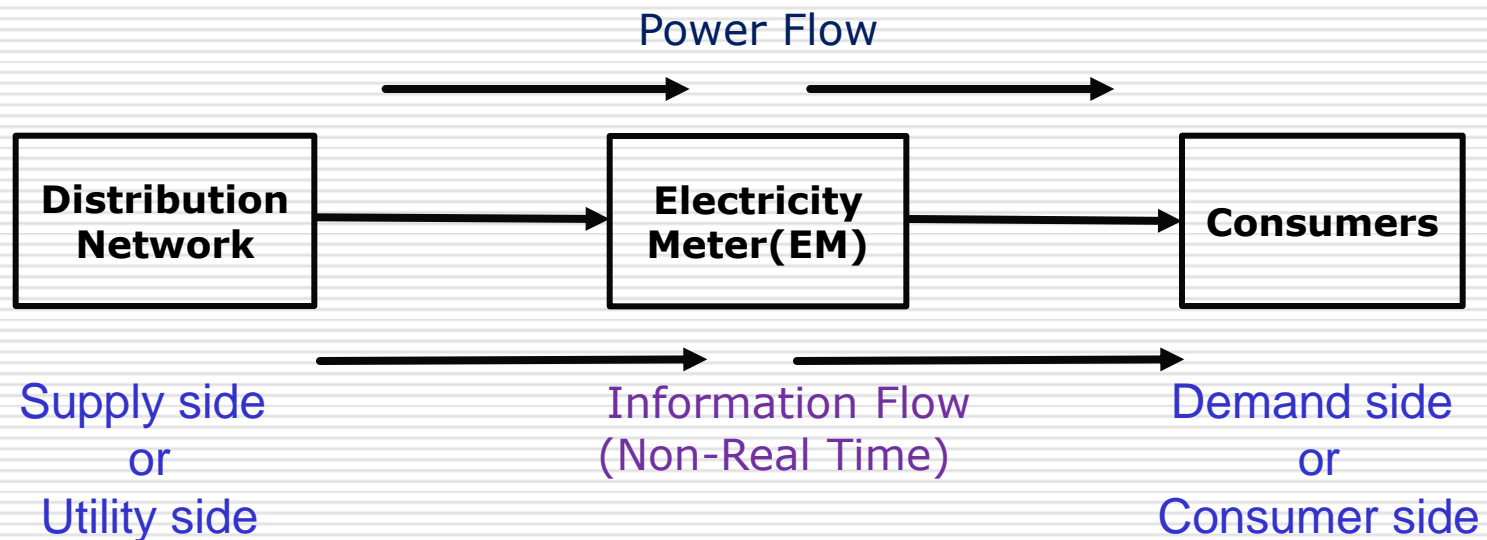 Power Flow
Distribution
Network
Electricity
Meter(EM)
Consumers
Supply side
or
Utility side
Information Flow
(Non-Real Time)
Demand side
or
Consumer side